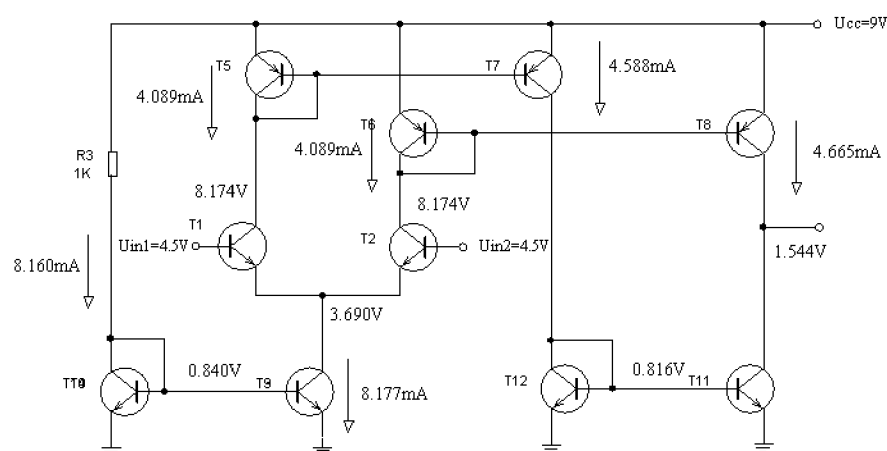 Ucc=9V
T5
T7
4.588mA
4.089mA
T6
T8
4.089mA
4.665mA
R3
1K
8.174V
8.174V
T1
T2
Uin1=4.5V
Uin2=4.5V
1.544V
8.160mA
3.690V
0.840V
T9
8.177mA
T12
0.816V
T11